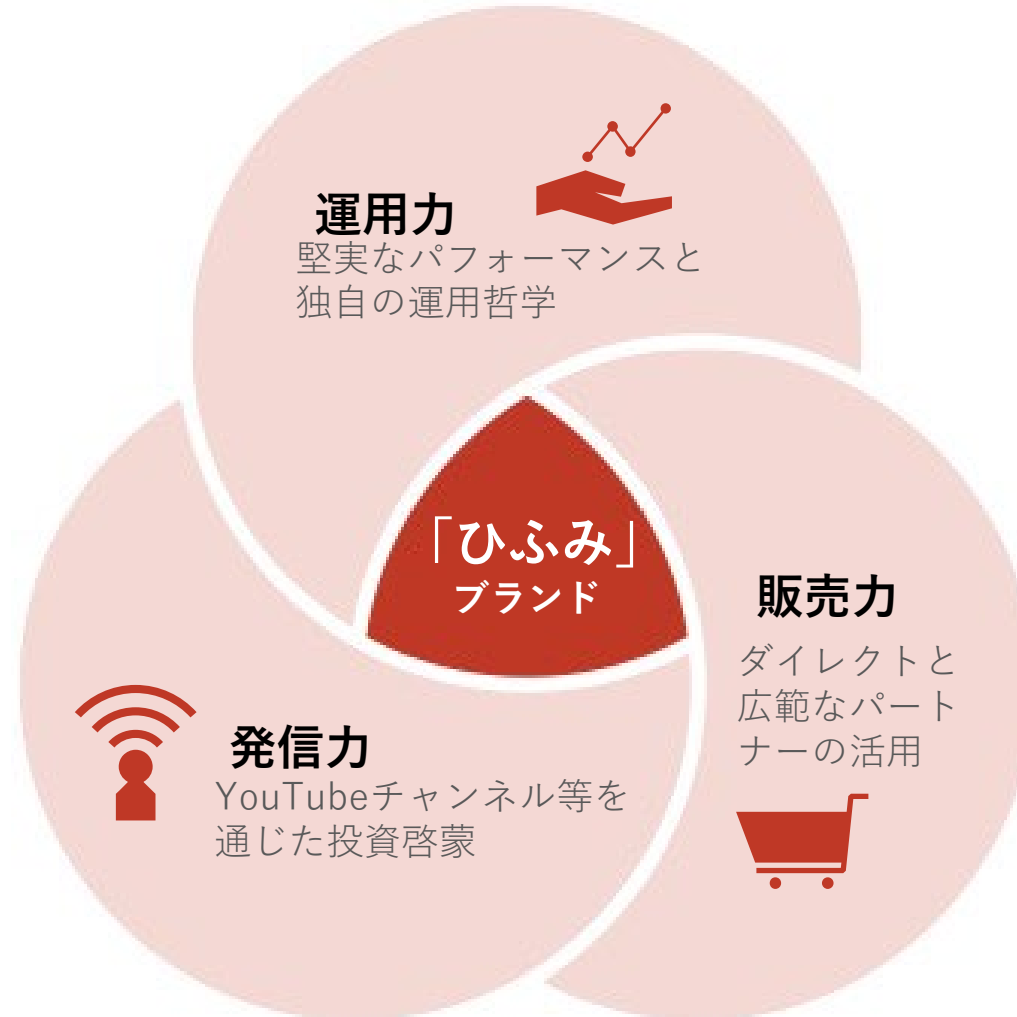 運用力
堅実なパフォーマンスと
独自の運用哲学
「ひふみ」
ブランド
販売力
ダイレクトと
広範なパート
ナーの活用
発信力
YouTubeチャンネル等を
通じた投資啓蒙